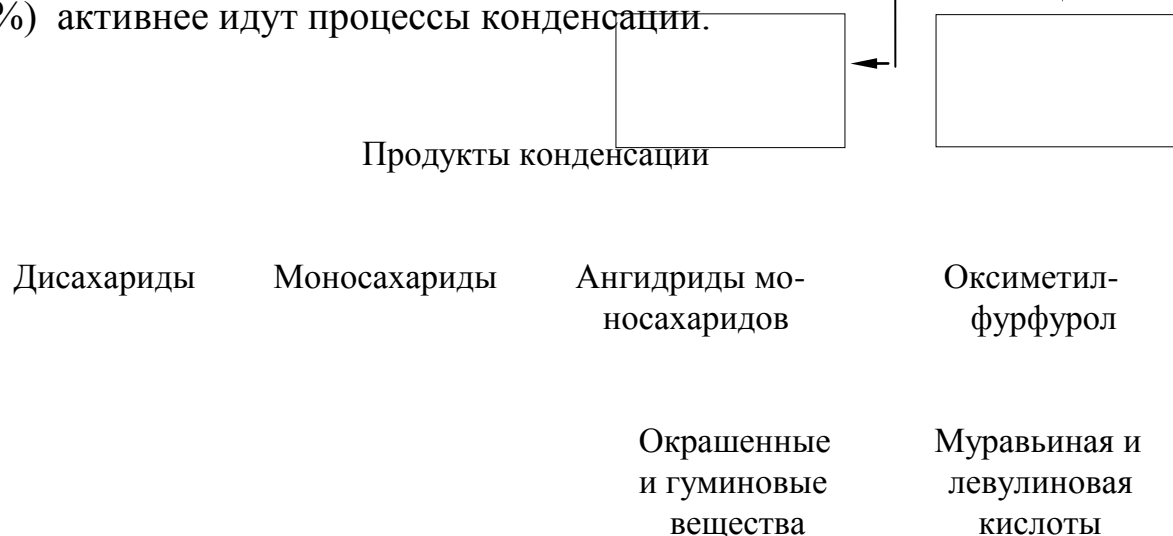 %) активнее идут процессы конденсации.
Продукты конденсации
Дисахариды Моносахариды Ангидриды мо- Оксиметил-
носахаридов фурфурол
Окрашенные Муравьиная и
и гуминовые левулиновая
вещества кислоты